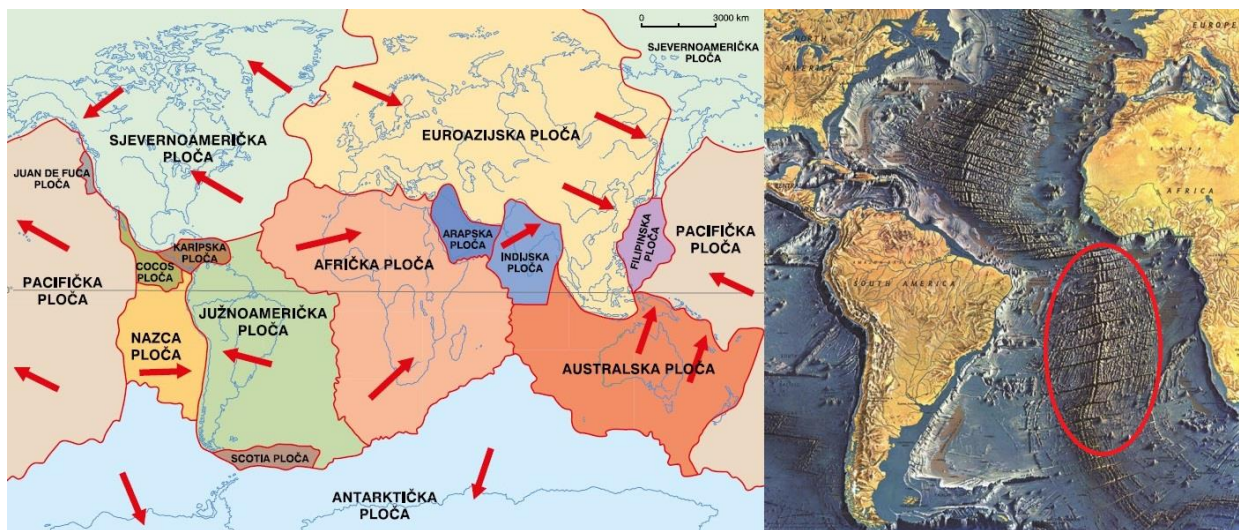 0 3000 km
SJEVERNOAMERIČKA
PLOČA
EUROAZIJSKA PLOČA
SJEVERNOAMERIČKA
PLOČA
JUAN DE FUCA
PLOČA
KARIPSKA
PLOČA
COCOS
PLOČA
PACIFIČKA
PLOČA
NAZCA
PLOČA
JUŽNOAMERIČKA
PLOČA
AFRIČKA PLOČA
ARAPSKA
PLOČA
INDIJSKA
PLOČA
FILIPINSKA
PLOČA
PACIFIČKA
PLOČA
AUSTRALSKA PLOČA
SCOTIA PLOČA
ANTARKTIČKA
PLOČA
NORTH
AMERICA
EUROPE
AFRICA
SOUTH AMERICA